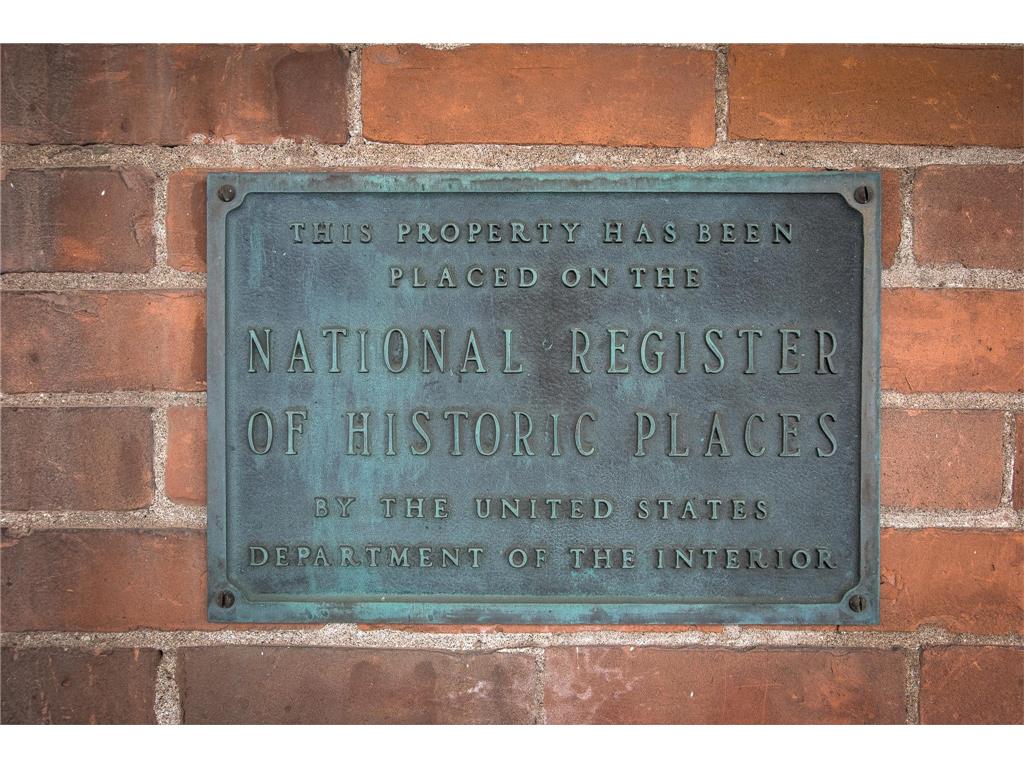 THIS PROPERTY HAS BEEN
PLACED ON THE
NATIONAL REGISTER
OF HISTORIC PLACES
BY THE UNITED STATES
DEPARTMENT OF THE INTERIOR